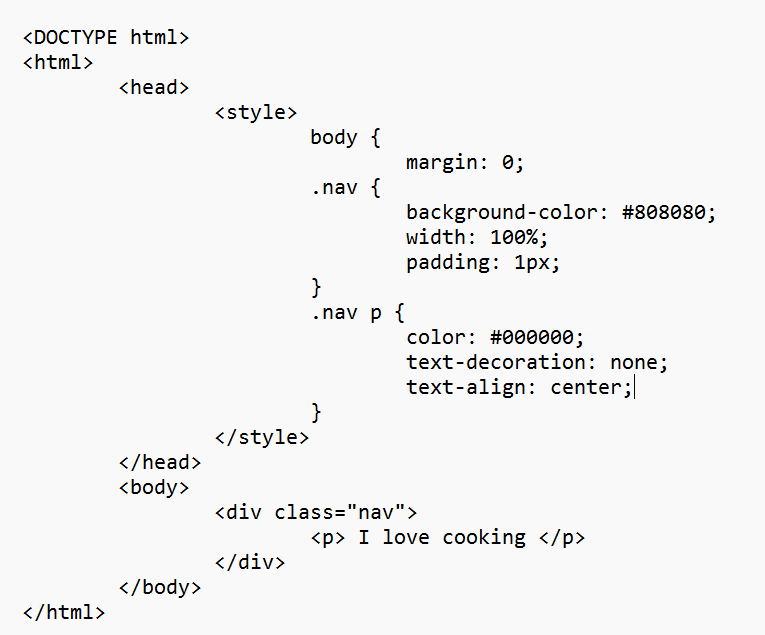 <DOCTYPE html>
<html>
	<head>
		<style>
			body {
				margin: 0;
			.nav {
				background-color: #808080;
				width: 100%;
				padding: 1px;
			}
			.nav p {
				color: #000000;
				text-decoration: none;
				text-align: center;
			}
		</style>
	</head>
	<body>
		<div class="nav">
			<p> I love cooking </p>
		</div>
	</body>
</html>